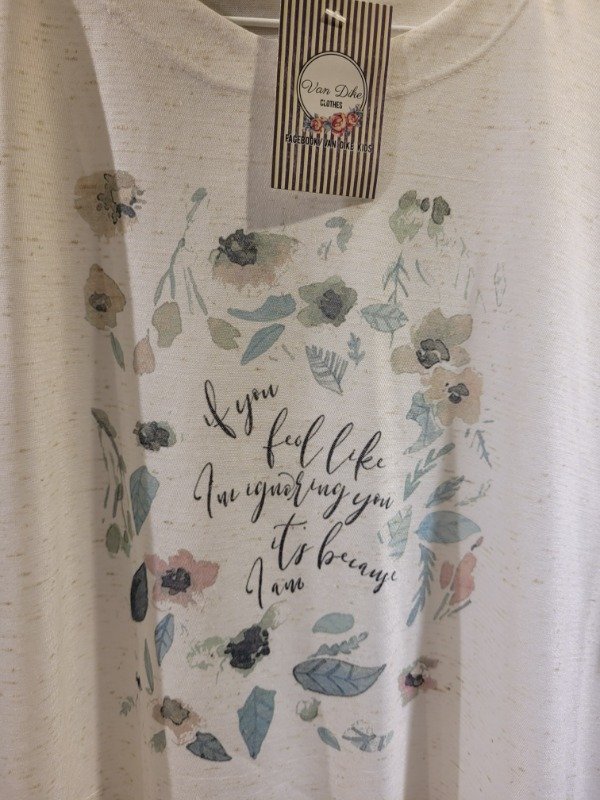 Van Dike
CLOTHES
FACEBOOK/ VAN DIKE KIDS
if you
feel like
I'm ignoring you
it's because
I am